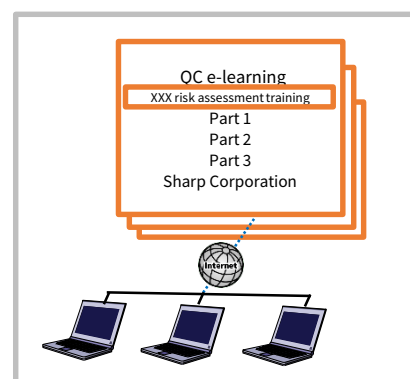 QC e-learning
XXX risk assessment training
Part 1
Part 2
Part 3
Sharp Corporation
Internet